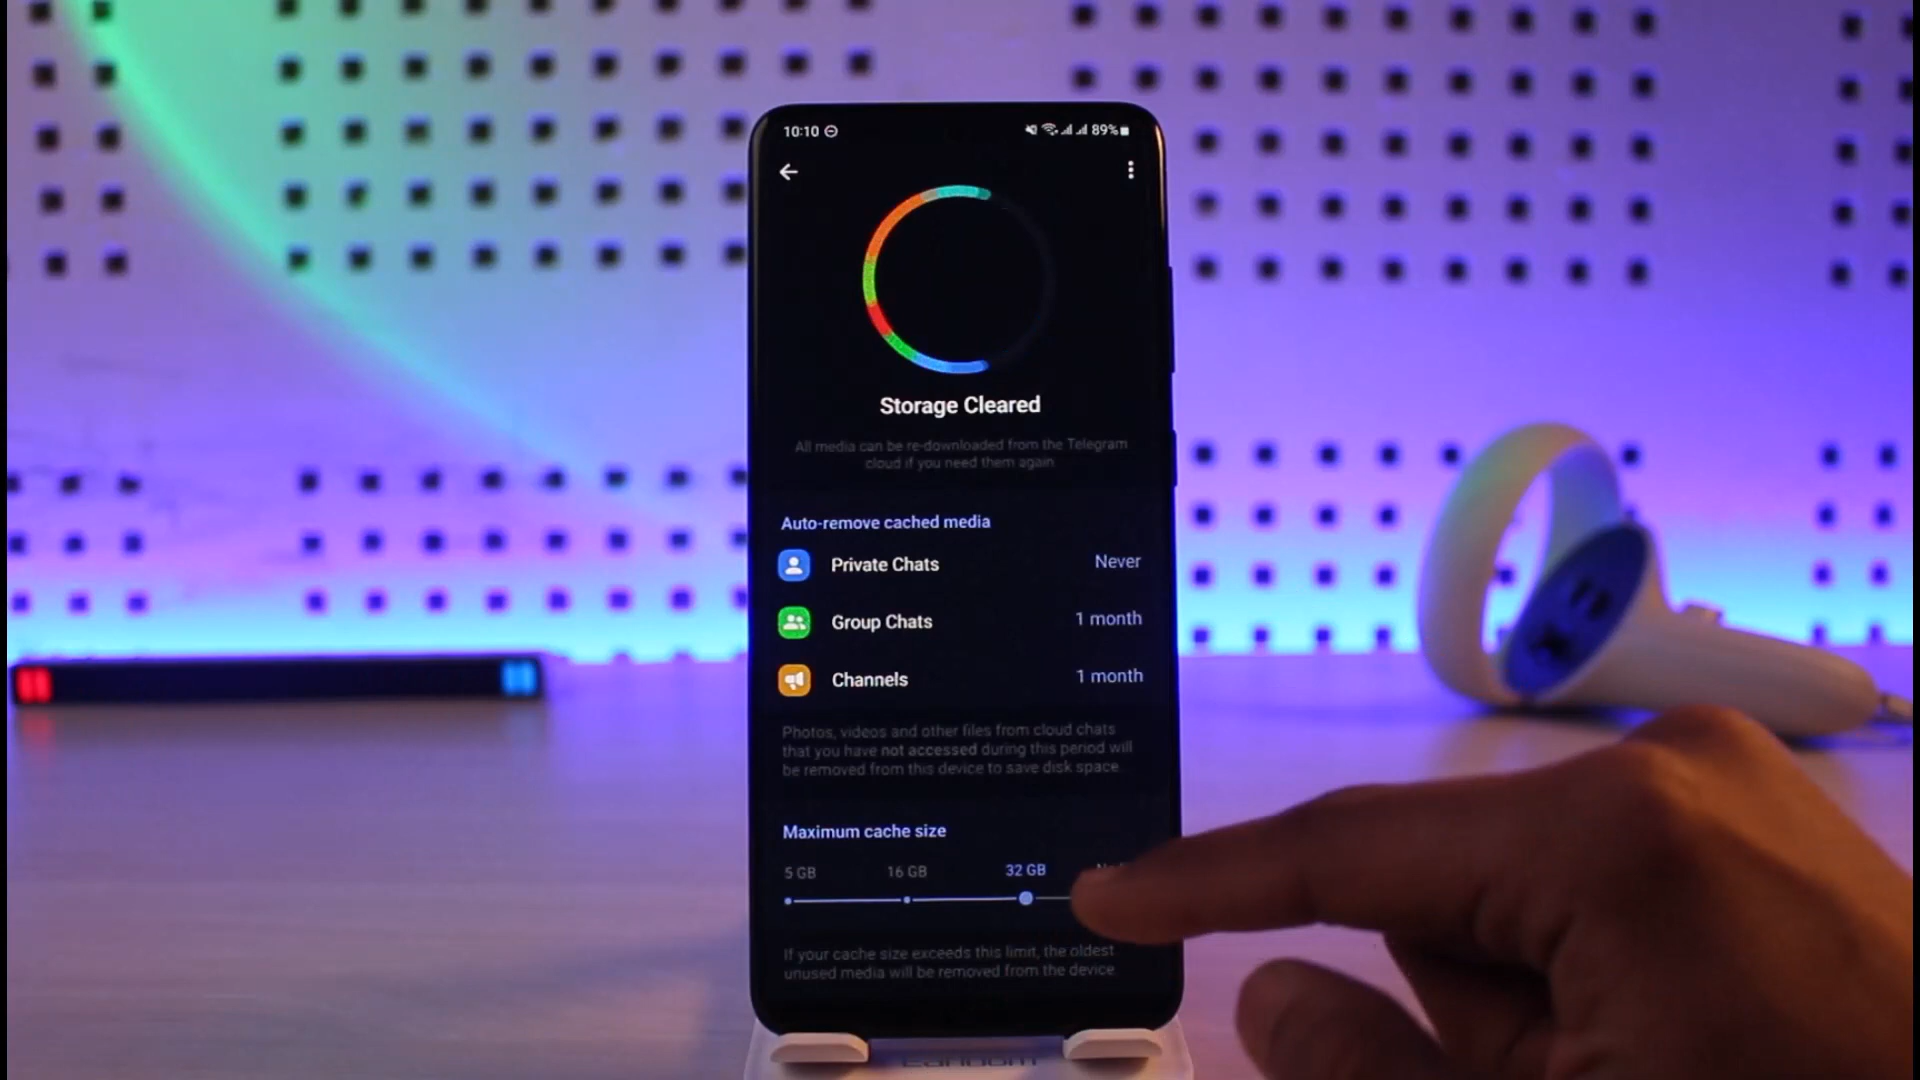 10:10
89%
Storage Cleared
All media can be re-downloaded from the Telegram
cloud if you need them again
Auto-remove cached media
Private Chats Never
Group Chats 1 month
Channels 1 month
Photos, videos and other files from cloud chats
that you have not accessed during this period will
be removed from this device to save disk space
Maximum cache size
5 GB 16 GB 32 GB
If your cache size exceeds this limit, the oldest
unused media will be removed from the device